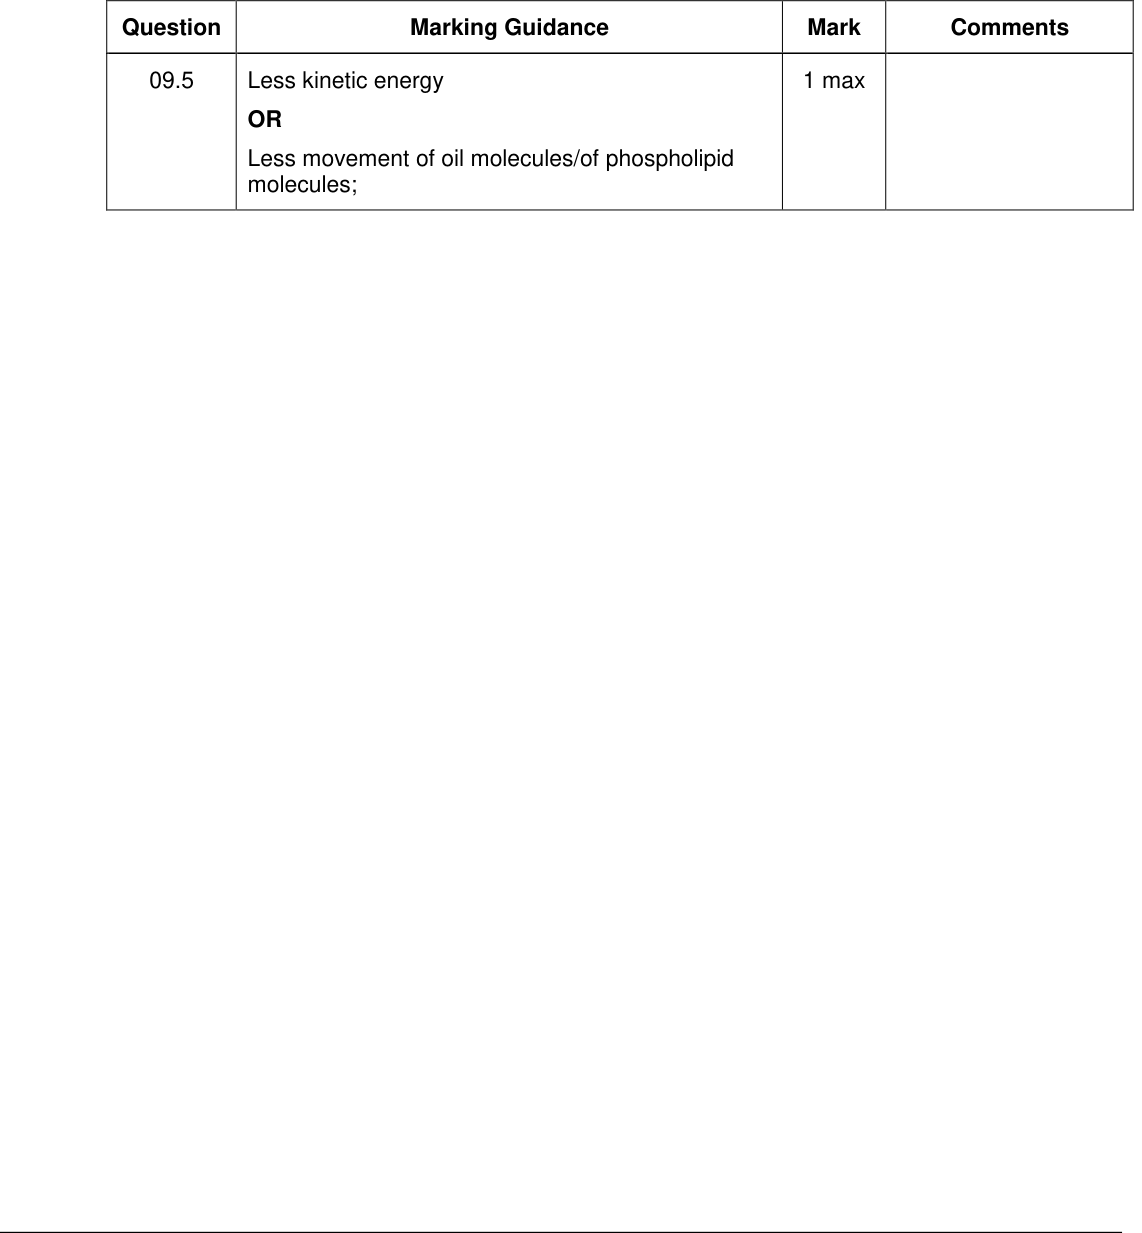 Question Marking Guidance Mark Comments
09.5 Less kinetic energy 1 max
OR
Less movement of oil molecules/of phospholipid
molecules;